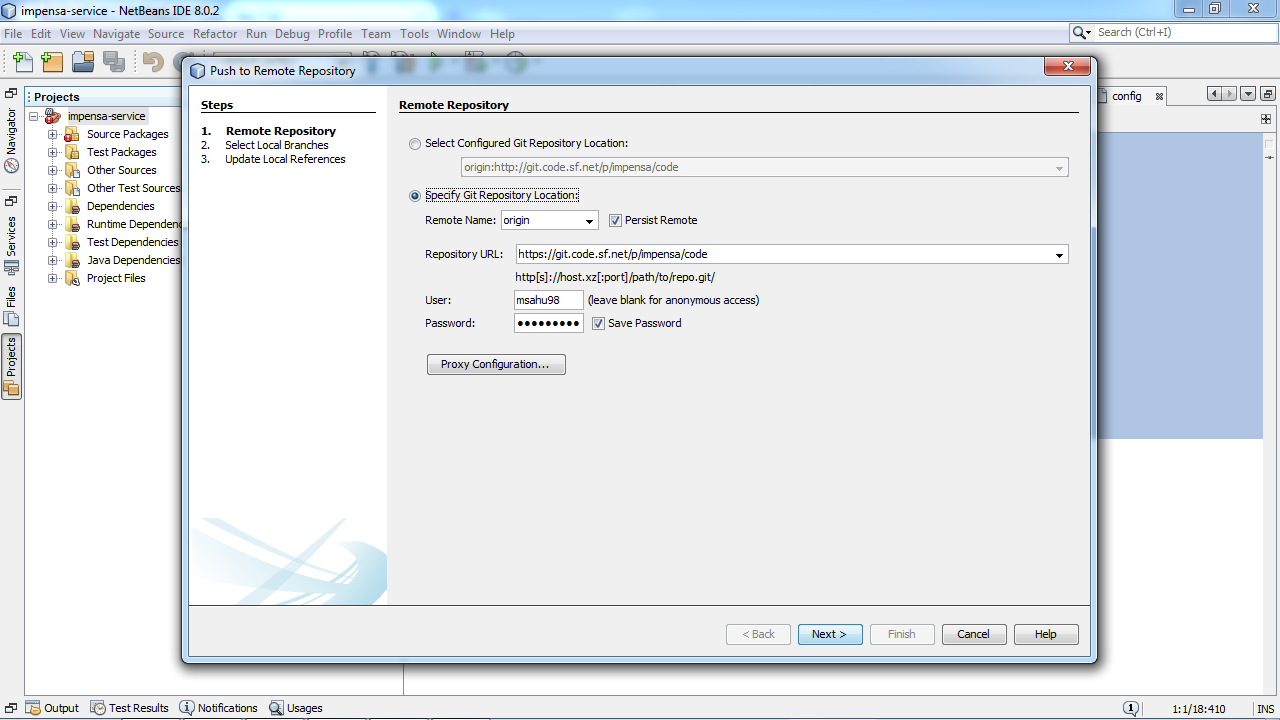 impensa-service - NetBeans IDE 8.0.2
File Edit View Navigate Source Refactor Run Debug Profile Team Tools Window Help
Search (Ctrl+I)
Push to Remote Repository
Projects
impensa-service
Source Packages
Test Packages
Other Sources
Other Test Sources
Dependencies
Runtime Dependenc
Test Dependencies
Java Dependencies
Project Files
Navigator
Services
Files
Projects
config
Steps
1. Remote Repository
2. Select Local Branches
3. Update Local References
Remote Repository
Select Configured Git Repository Location:
origin:http://git.code.sf.net/p/impensa/code
Specify Git Repository Location:
Remote Name: origin Persist Remote
Repository URL: https://git.code.sf.net/p/impensa/code
http[s]://host.xz[:port]/path/to/repo.git/
User: msahu98 (leave blank for anonymous access)
Password: ●●●●●●●●● Save Password
Proxy Configuration...
< Back Next > Finish Cancel Help
Output Test Results Notifications Usages
1 1:1/18:410 INS